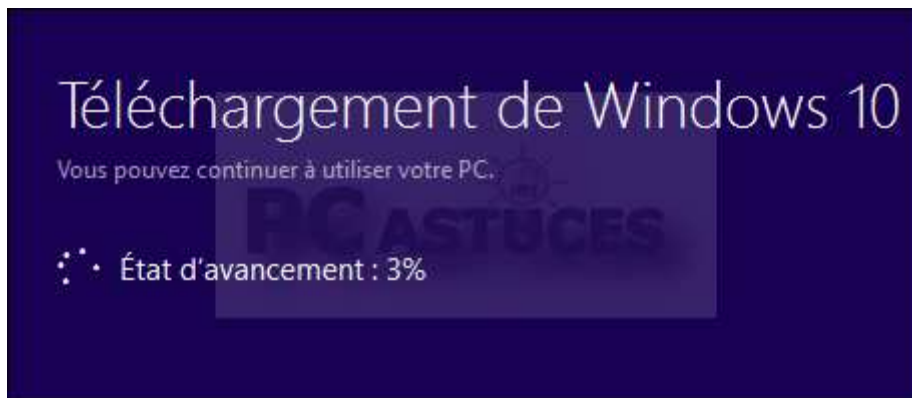 Téléchargement de Windows 10
Vous pouvez continuer à utiliser votre PC.
PC ASTUCES
État d'avancement : 3%